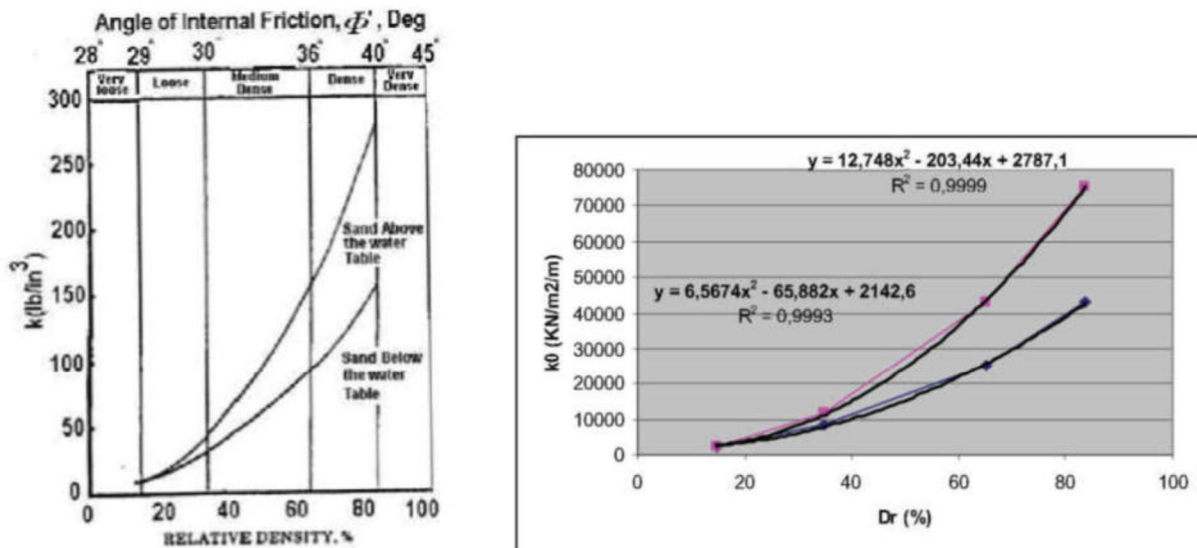 Angle of Internal Friction, Φ', Deg
28° 29° 30° 36° 40° 45°
Very loose
Loose
Medium Dense
Dense
Very Dense
300
250
200
150
100
50
0
k(lb/in³)
Sand Above
the water
Table
Sand Below
the water
Table
0 20 40 60 80 100
RELATIVE DENSITY, %
y = 12,748x² - 203,44x + 2787,1
R² = 0,9999
y = 6,5674x² - 65,882x + 2142,6
R² = 0,9993
80000
70000
60000
50000
40000
30000
20000
10000
0
k0 (KN/m2/m)
0 20 40 60 80 100
Dr (%)